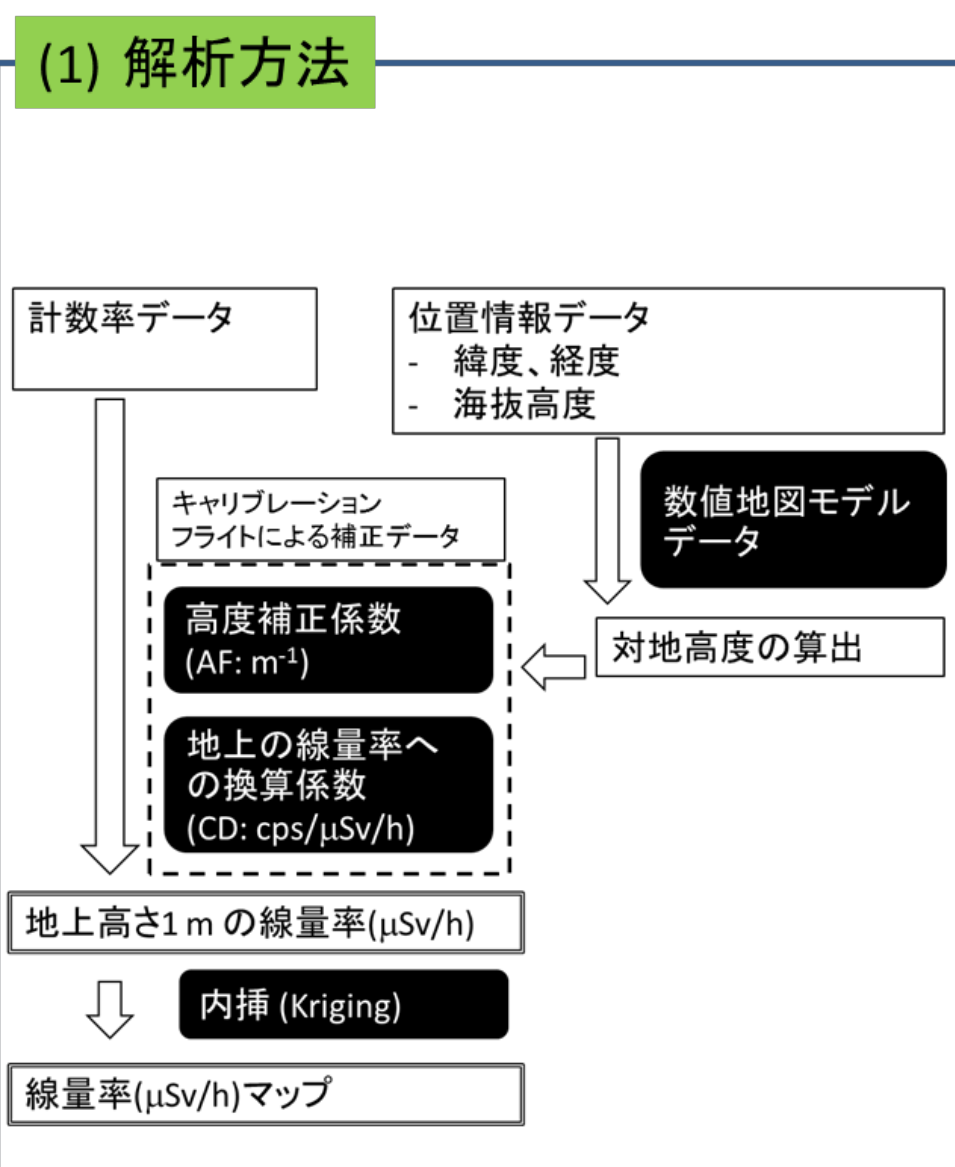 (1) 解析方法
計数率データ
位置情報データ
- 緯度、経度
- 海抜高度
数値地図モデル
データ
キャリブレーション
フライトによる補正データ
高度補正係数
(AF: m⁻¹)
対地高度の算出
地上の線量率へ
の換算係数
(CD: cps/μSv/h)
地上高さ1 m の線量率(μSv/h)
内挿 (Kriging)
線量率(μSv/h)マップ